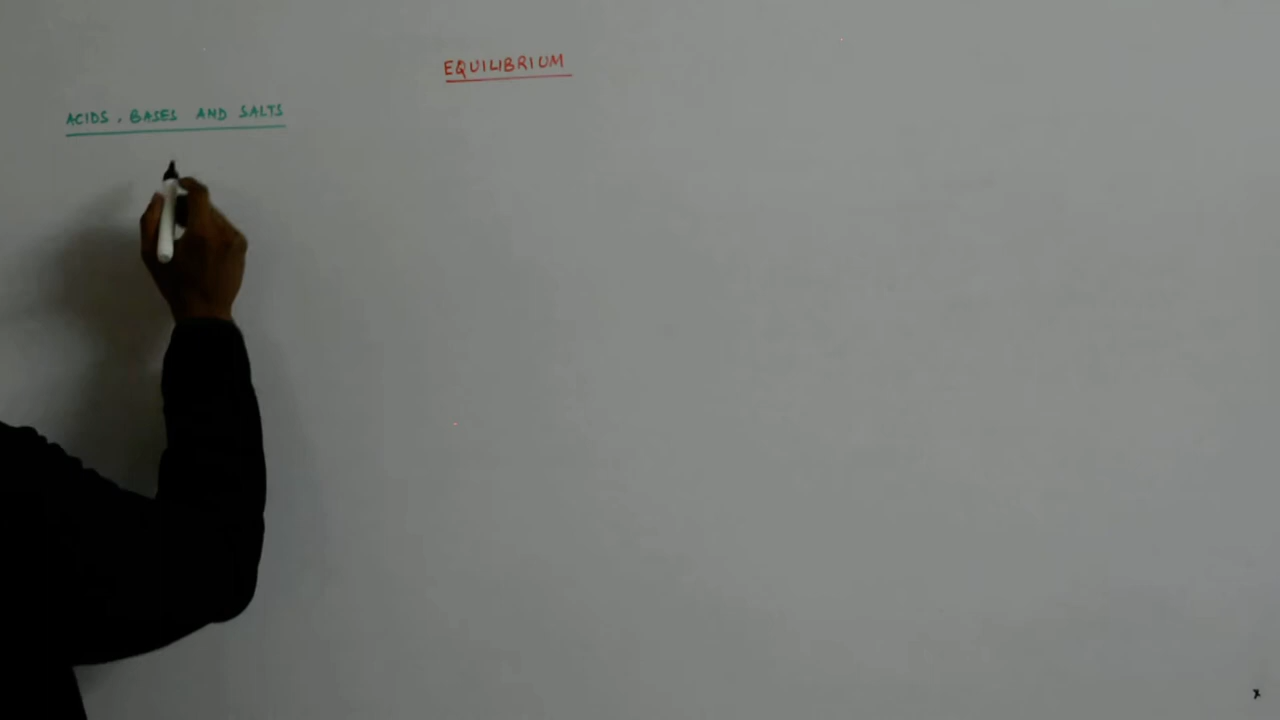 EQUILIBRIUM
ACIDS, BASES AND SALTS
x